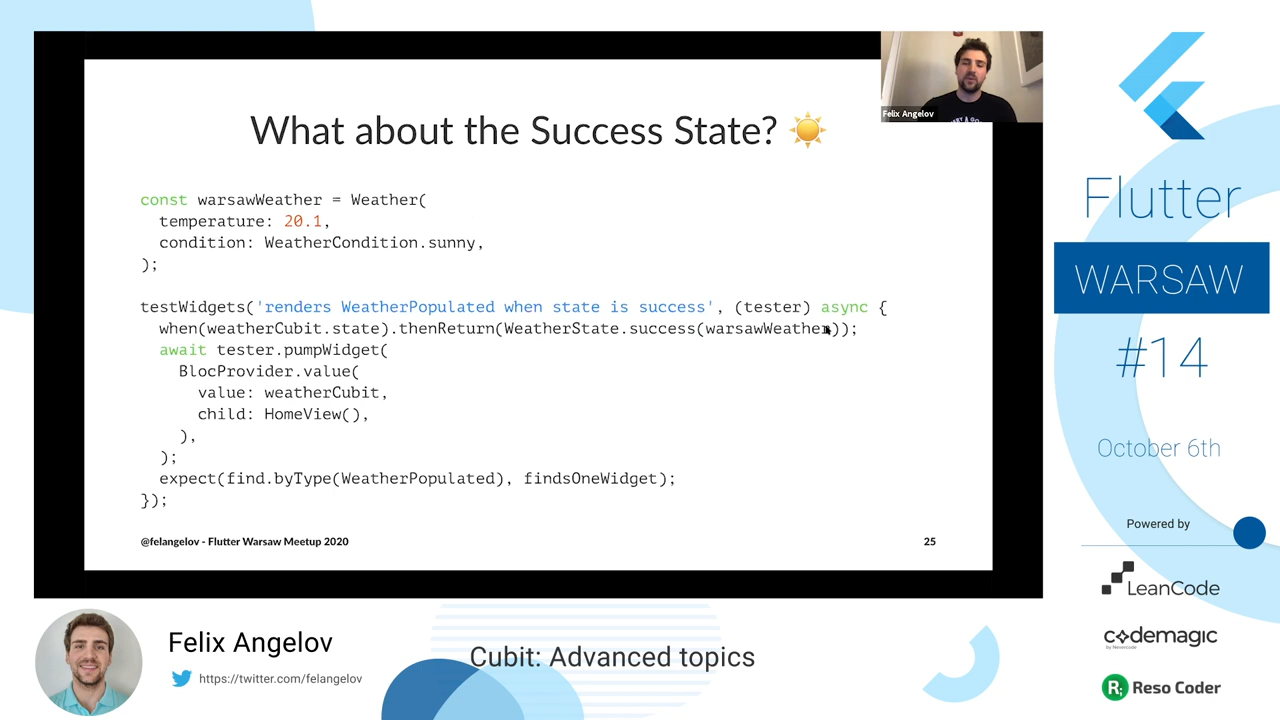 What about the Success State? ☀️
const warsawWeather = Weather(
  temperature: 20.1,
  condition: WeatherCondition.sunny,
);
testWidgets('renders WeatherPopulated when state is success', (tester) async {
  when(weatherCubit.state).thenReturn(WeatherState.success(warsawWeather));
  await tester.pumpWidget(
    BlocProvider.value(
      value: weatherCubit,
      child: HomeView(),
    ),
  );
  expect(find.byType(WeatherPopulated), findsOneWidget);
});
@felangelov - Flutter Warsaw Meetup 2020
25
Felix Angelov
Flutter
WARSAW
#14
October 6th
Powered by
LeanCode
codemagic
by Nevercode
R;
Reso Coder
Felix Angelov
https://twitter.com/felangelov
Cubit: Advanced topics